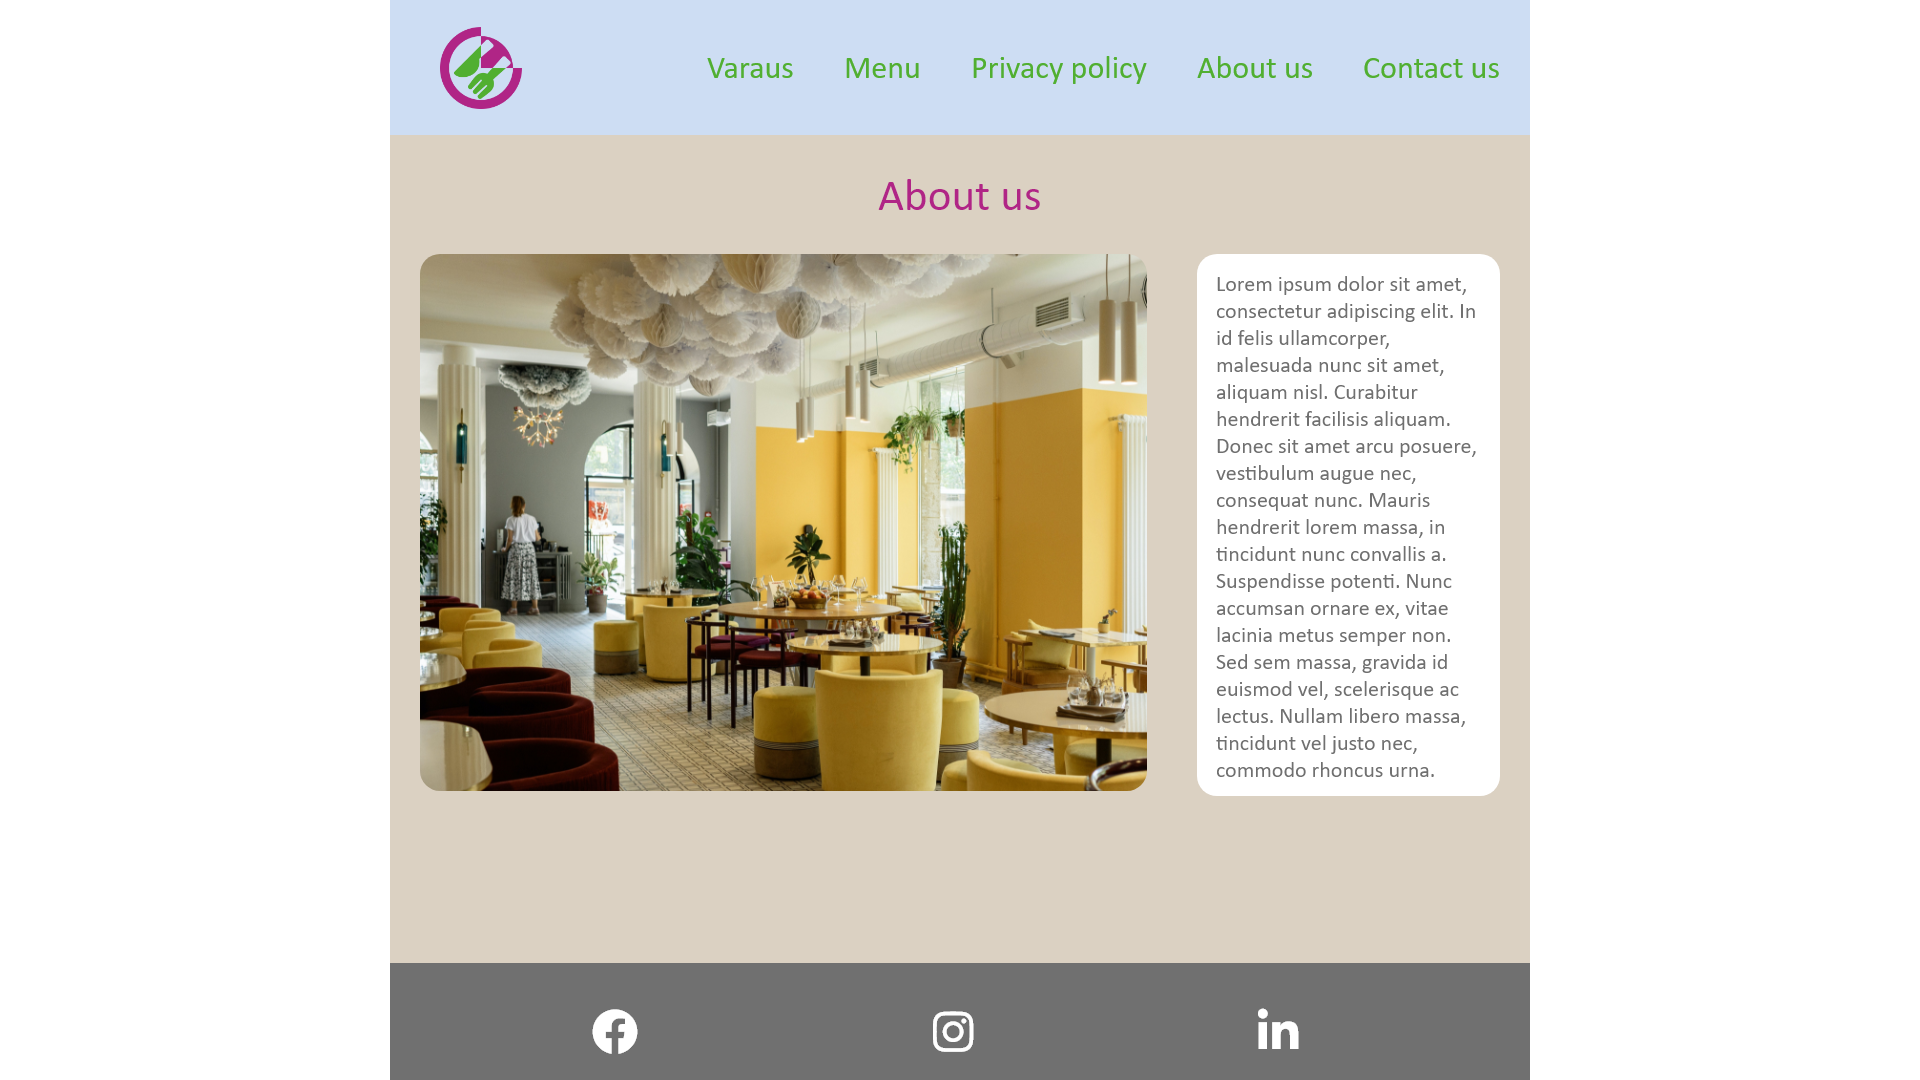 Varaus Menu Privacy policy About us Contact us
About us
Lorem ipsum dolor sit amet,
consectetur adipiscing elit. In
id felis ullamcorper,
malesuada nunc sit amet,
aliquam nisl. Curabitur
hendrerit facilisis aliquam.
Donec sit amet arcu posuere,
vestibulum augue nec,
consequat nunc. Mauris
hendrerit lorem massa, in
tincidunt nunc convallis a.
Suspendisse potenti. Nunc
accumsan ornare ex, vitae
lacinia metus semper non.
Sed sem massa, gravida id
euismod vel, scelerisque ac
lectus. Nullam libero massa,
tincidunt vel justo nec,
commodo rhoncus urna.